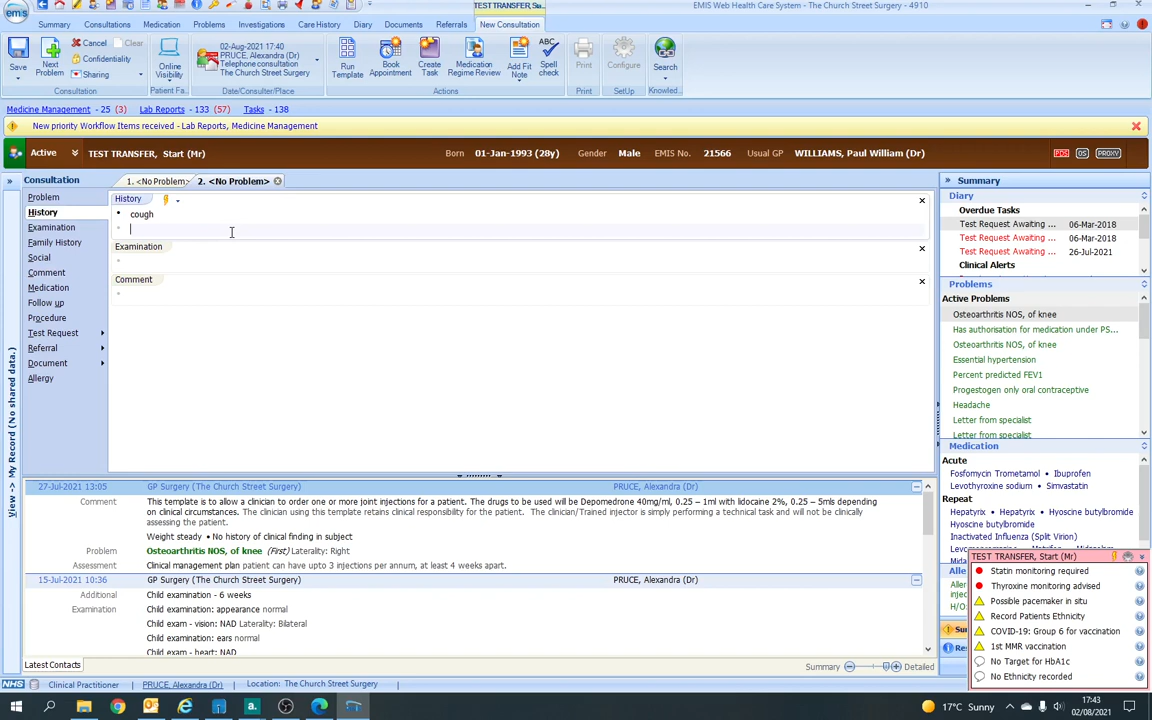 TEST TRANSFER, Su...
EMIS Web Health Care System - The Church Street Surgery - 4910
emis
Summary Consultations Medication Problems Investigations Care History Diary Documents Referrals New Consultation
Save
Next Problem
Cancel Clear
Confidentiality
Sharing
Consultation
Online Visibility
Patient Fa...
02-Aug-2021 17:40
PRUCE, Alexandra (Dr)
Telephone consultation
The Church Street Surgery
Date/Consulter/Place
Run Template
Book Appointment
Create Task
Medication Regime Review
Add Fit Note
ABC
Spell check
Actions
Print
Print
Configure
SetUp
Search
Knowled...
Medicine Management - 25 (3) Lab Reports - 133 (57) Tasks - 138
New priority Workflow Items received - Lab Reports, Medicine Management
Active TEST TRANSFER, Start (Mr) Born 01-Jan-1993 (28y) Gender Male EMIS No. 21566 Usual GP WILLIAMS, Paul William (Dr) PDS OS PROXY
Consultation
1. <No Problem>
2. <No Problem>
Problem
History
Examination
Family History
Social
Comment
Medication
Follow up
Procedure
Test Request
Referral
Document
Allergy
View -> My Record (No shared data.)
History
• cough
Examination
Comment
Summary
Diary
Overdue Tasks
Test Request Awaiting ... 06-Mar-2018
Test Request Awaiting ... 06-Mar-2018
Test Request Awaiting ... 26-Jul-2021
Clinical Alerts
Problems
Active Problems
Osteoarthritis NOS, of knee
Has authorisation for medication under PS...
Osteoarthritis NOS, of knee
Essential hypertension
Percent predicted FEV1
Progestogen only oral contraceptive
Headache
Letter from specialist
Letter from specialist
Medication
Acute
Fosfomycin Trometamol • Ibuprofen
Levothyroxine sodium • Simvastatin
Repeat
Hepatyrix • Hepatyrix • Hyoscine butylbromide
Hyoscine butylbromide
Inactivated Influenza (Split Virion)
27-Jul-2021 13:05 GP Surgery (The Church Street Surgery) PRUCE, Alexandra (Dr)
Comment This template is to allow a clinician to order one or more joint injections for a patient. The drugs to be used will be Depomedrone 40mg/ml, 0.25 – 1ml with lidocaine 2%, 0.25 – 5mls depending
on clinical circumstances. The clinician using this template retains clinical responsibility for the patient. The clinician/Trained injector is simply performing a technical task and will not be clinically
assessing the patient.
Weight steady • No history of clinical finding in subject
Problem Osteoarthritis NOS, of knee (First) Laterality: Right
Assessment Clinical management plan patient can have upto 3 injections per annum, at least 4 weeks apart.
15-Jul-2021 10:36 GP Surgery (The Church Street Surgery) PRUCE, Alexandra (Dr)
Additional Child examination - 6 weeks
Examination Child examination: appearance normal
Child exam - vision: NAD Laterality: Bilateral
Child examination: ears normal
Child exam - heart: NAD
Latest Contacts
Summary Detailed
TEST TRANSFER, Start (Mr)
Statin monitoring required
Thyroxine monitoring advised
Possible pacemaker in situ
Record Patients Ethnicity
COVID-19: Group 6 for vaccination
1st MMR vaccination
No Target for HbA1c
No Ethnicity recorded
NHS Clinical Practitioner PRUCE, Alexandra (Dr) Location: The Church Street Surgery
17°C Sunny
17:43
02/08/2021